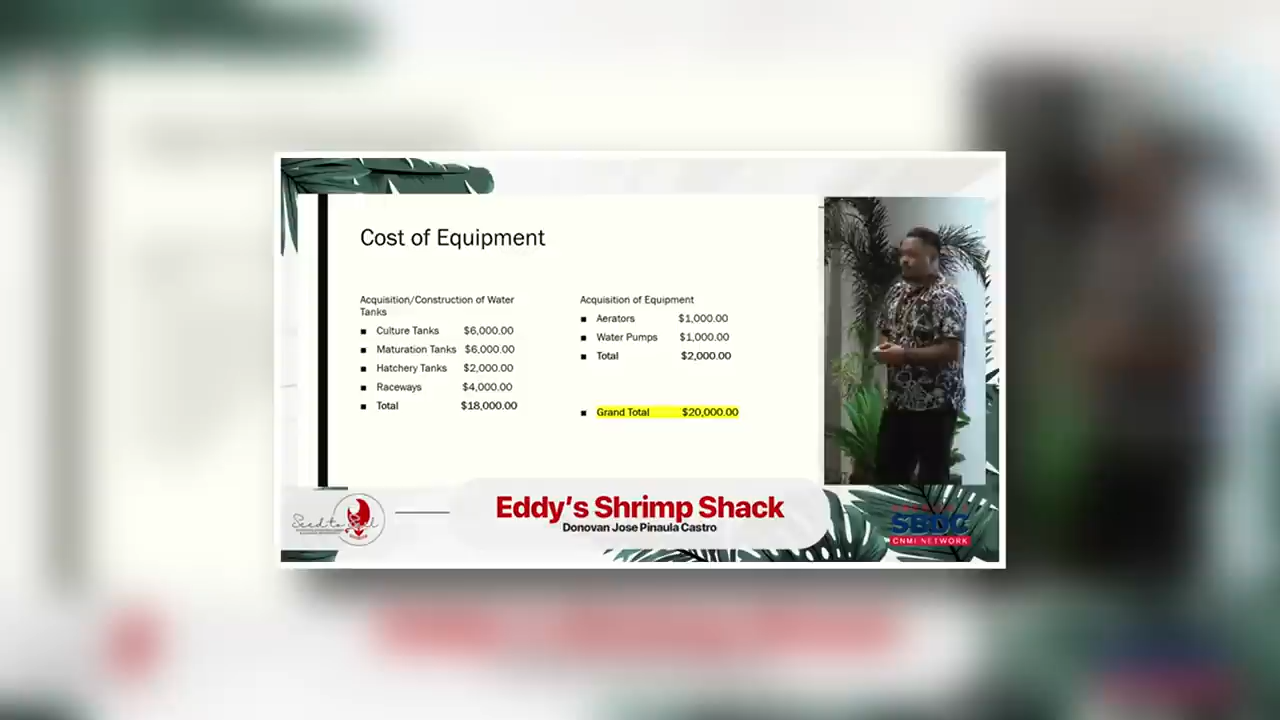 Cost of Equipment
Acquisition/Construction of Water
Tanks
■ Culture Tanks $6,000.00
■ Maturation Tanks $6,000.00
■ Hatchery Tanks $2,000.00
■ Raceways $4,000.00
■ Total $18,000.00
Acquisition of Equipment
■ Aerators $1,000.00
■ Water Pumps $1,000.00
■ Total $2,000.00
■ Grand Total $20,000.00
Seed to
Eddy's Shrimp Shack
Donovan Jose Pinaula Castro
SBDC
CNMI NETWORK